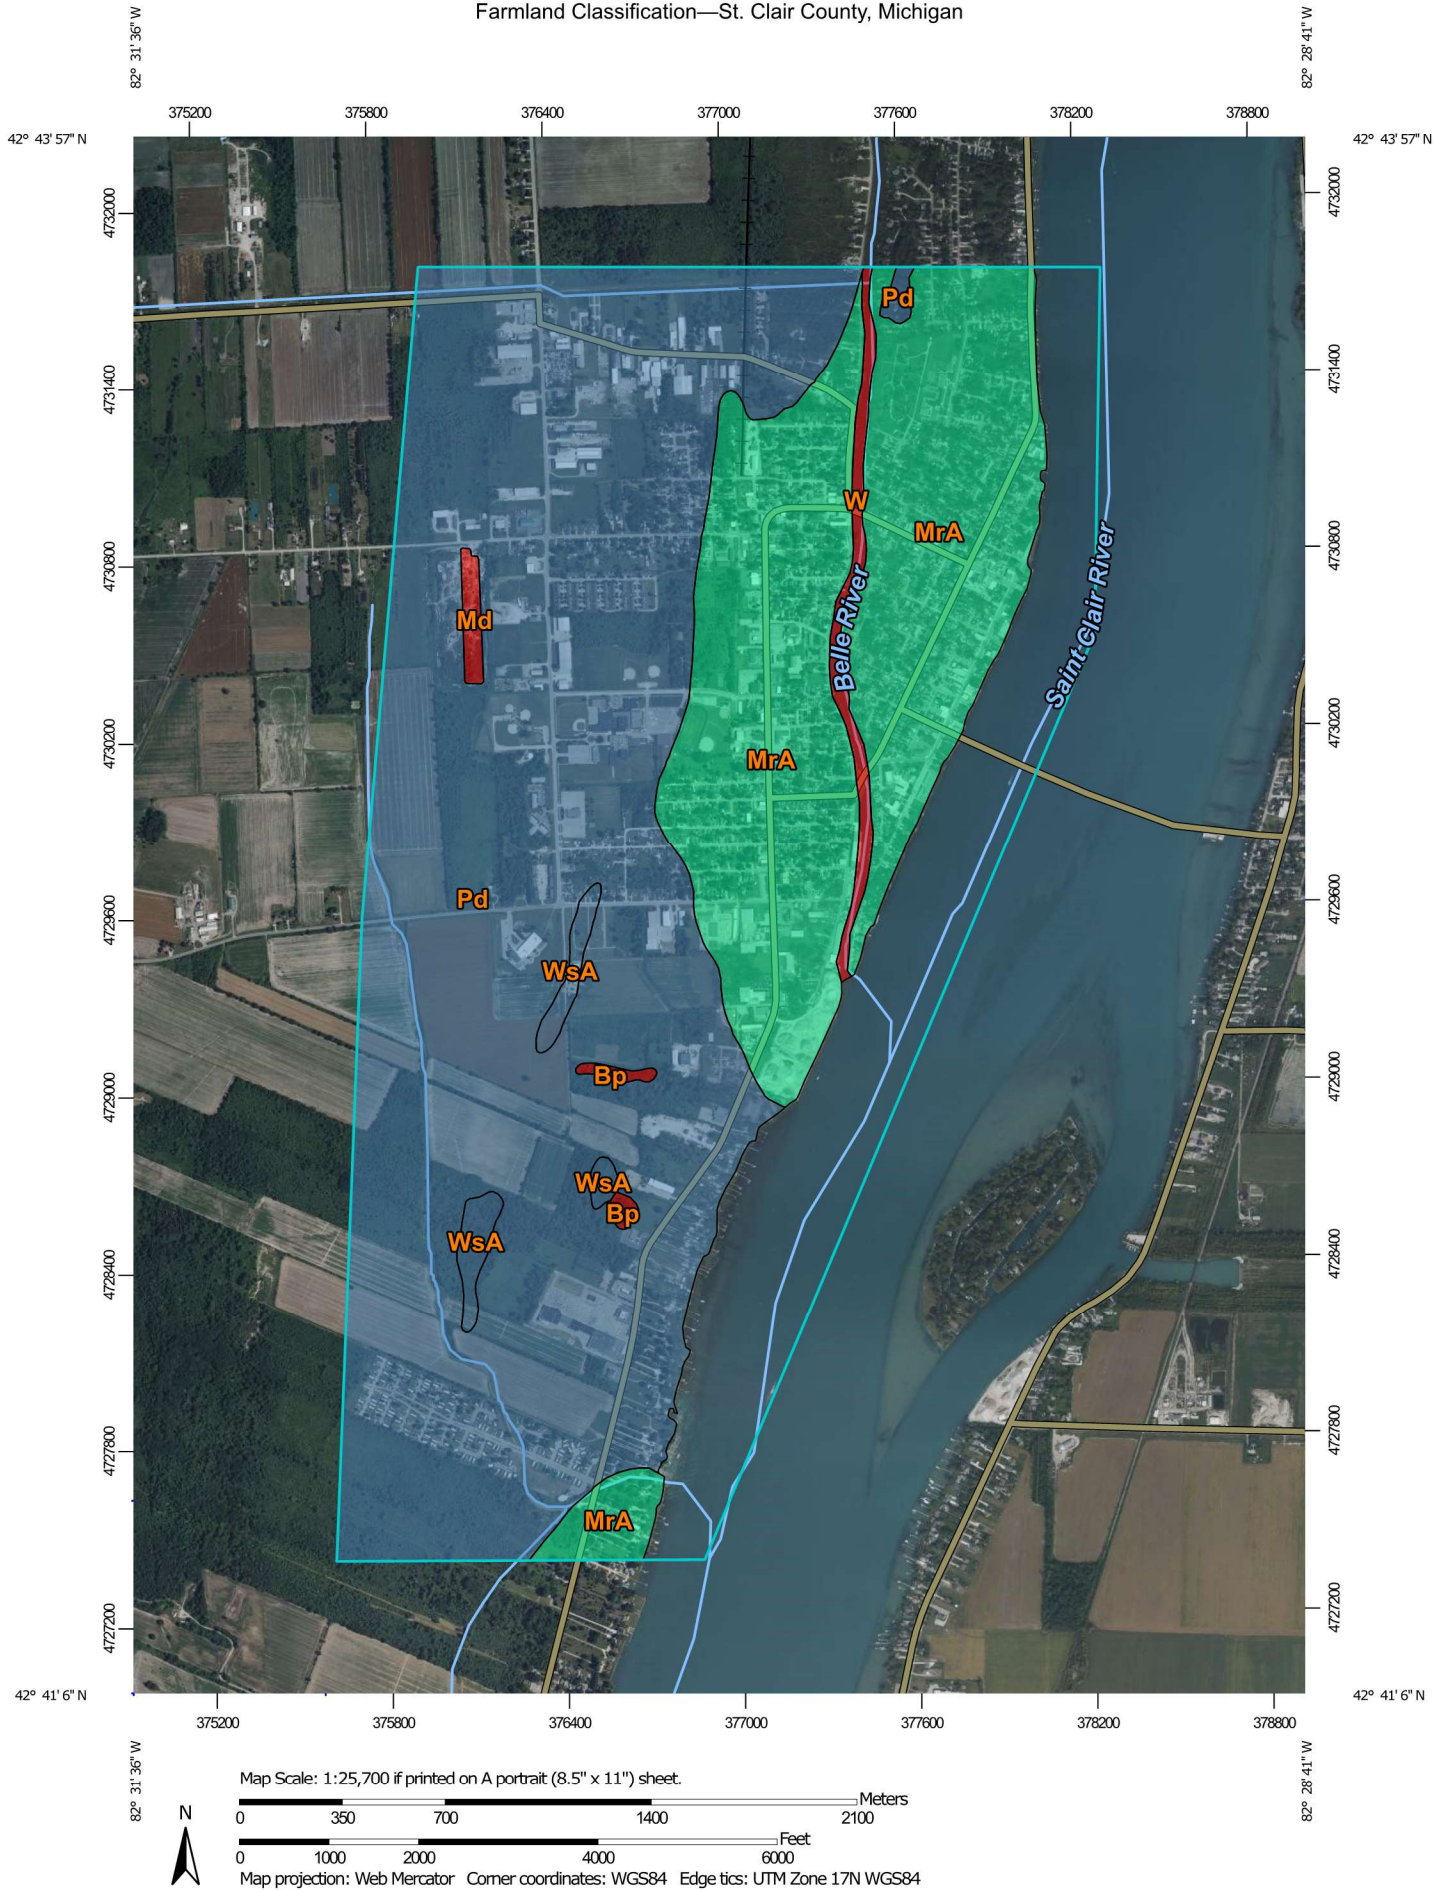 Farmland Classification—St. Clair County, Michigan
82° 31' 36" W
82° 28' 41" W
375200
375800
376400
377000
377600
378200
378800
42° 43' 57" N
42° 43' 57" N
4732000
4732000
Pd
4731400
4731400
W
MrA
4730800
4730800
Md
Belle River
Saint Clair River
4730200
4730200
MrA
Pd
4729600
4729600
WsA
4729000
4729000
Bp
WsA
Bp
WsA
4728400
4728400
4727800
4727800
MrA
4727200
4727200
42° 41' 6" N
42° 41' 6" N
375200
375800
376400
377000
377600
378200
378800
82° 31' 36" W
82° 28' 41" W
Map Scale: 1:25,700 if printed on A portrait (8.5" x 11") sheet.
Meters
0
350
700
1400
2100
N
Feet
0
1000
2000
4000
6000
Map projection: Web Mercator Corner coordinates: WGS84 Edge tics: UTM Zone 17N WGS84